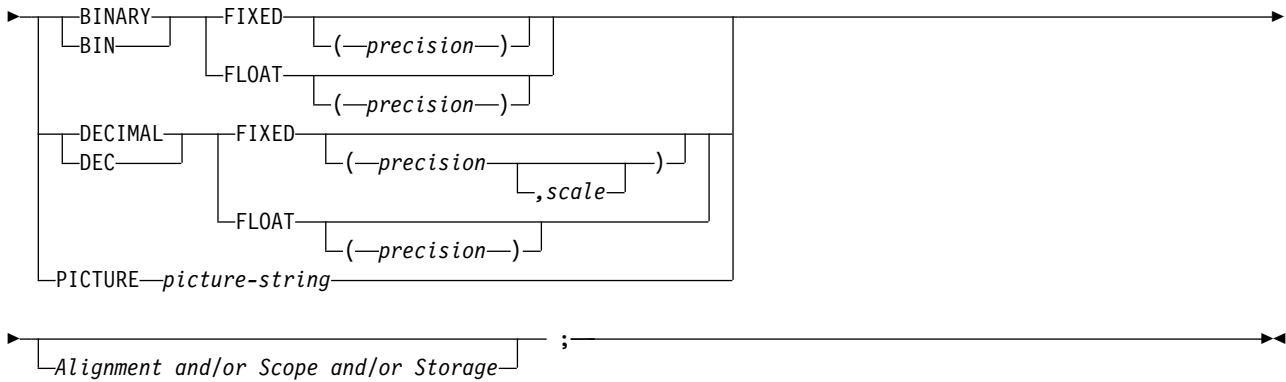 BINARY FIXED
BIN (precision)
FLOAT
(precision)
DECIMAL FIXED
DEC (precision )
,scale
FLOAT
(precision)
PICTURE picture-string
;
Alignment and/or Scope and/or Storage